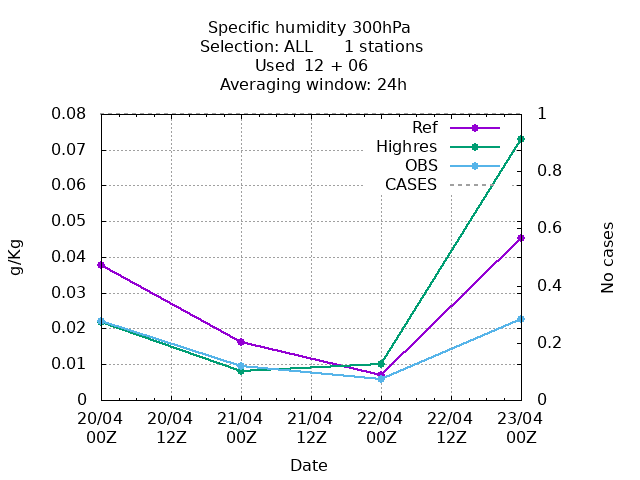 Specific humidity 300hPa
Selection: ALL      1 stations
Used  12 + 06
Averaging window: 24h
0.08
0.07
0.06
0.05
0.04
0.03
0.02
0.01
0
g/Kg
Ref
Highres
OBS
CASES
1
0.8
0.6
0.4
0.2
0
No cases
20/04 20/04 21/04 21/04 22/04 22/04 23/04
00Z 12Z 00Z 12Z 00Z 12Z 00Z
Date